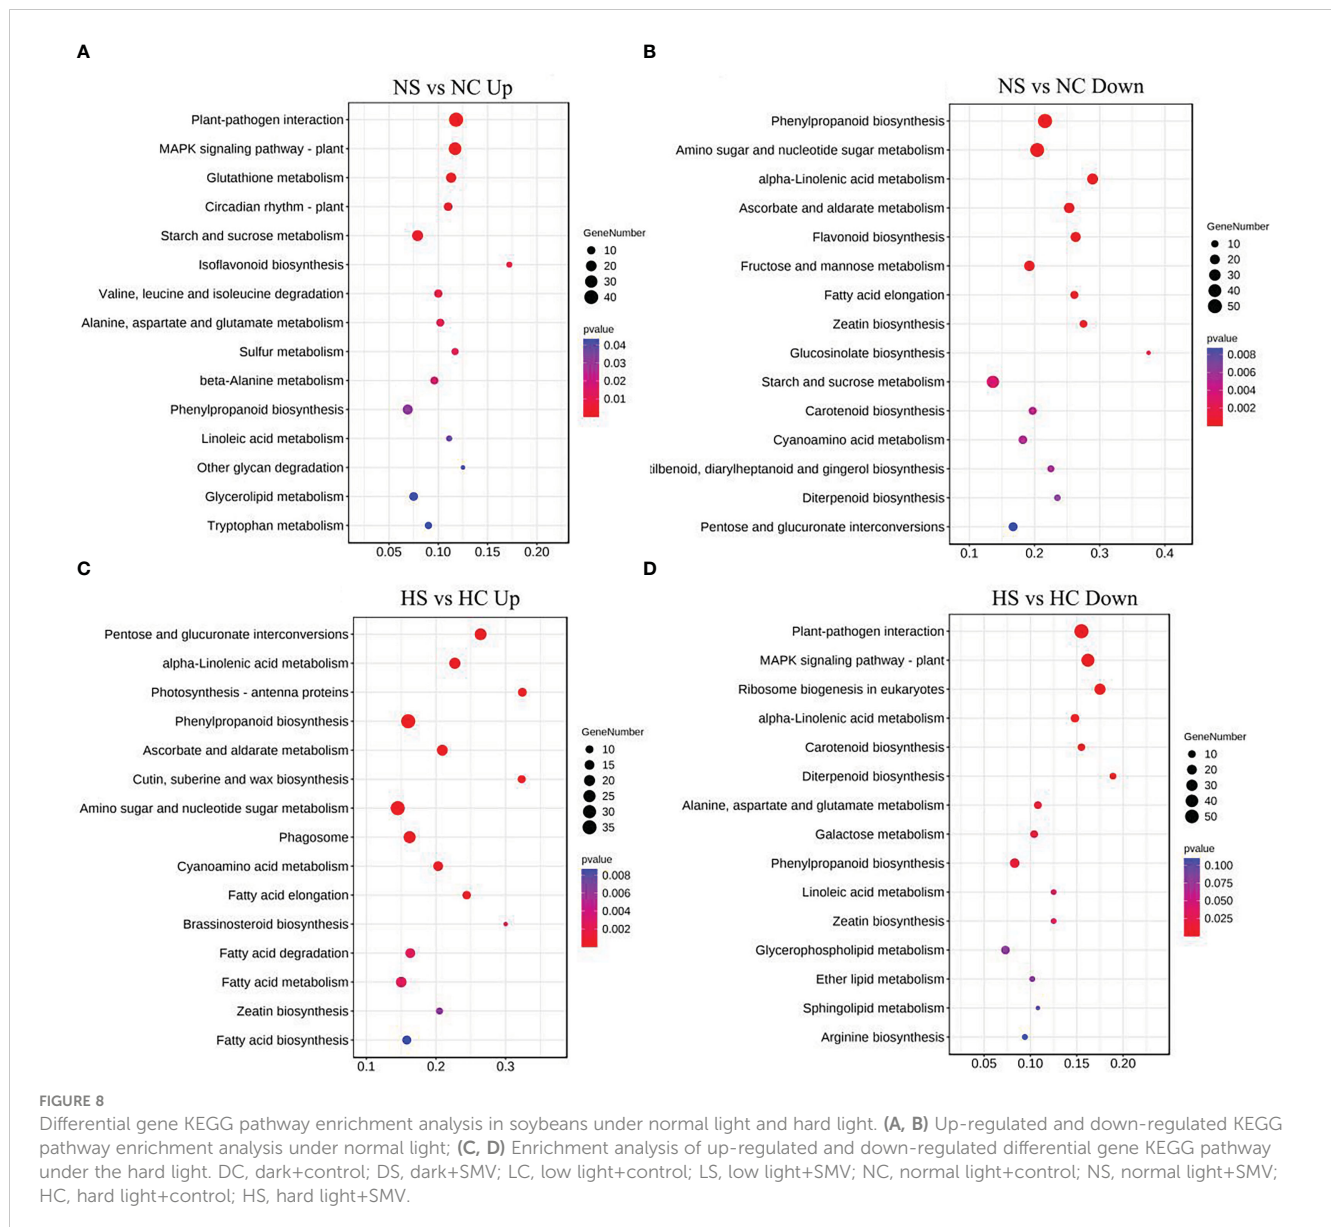 A
NS vs NC Up
Plant-pathogen interaction
MAPK signaling pathway - plant
Glutathione metabolism
Circadian rhythm - plant
Starch and sucrose metabolism
Isoflavonoid biosynthesis
Valine, leucine and isoleucine degradation
Alanine, aspartate and glutamate metabolism
Sulfur metabolism
beta-Alanine metabolism
Phenylpropanoid biosynthesis
Linoleic acid metabolism
Other glycan degradation
Glycerolipid metabolism
Tryptophan metabolism
0.05 0.10 0.15 0.20
GeneNumber
10
20
30
40
pvalue
0.04
0.03
0.02
0.01
B
NS vs NC Down
Phenylpropanoid biosynthesis
Amino sugar and nucleotide sugar metabolism
alpha-Linolenic acid metabolism
Ascorbate and aldarate metabolism
Flavonoid biosynthesis
Fructose and mannose metabolism
Fatty acid elongation
Zeatin biosynthesis
Glucosinolate biosynthesis
Starch and sucrose metabolism
Carotenoid biosynthesis
Cyanoamino acid metabolism
tilbenoid, diarylheptanoid and gingerol biosynthesis
Diterpenoid biosynthesis
Pentose and glucuronate interconversions
0.1 0.2 0.3 0.4
GeneNumber
10
20
30
40
50
pvalue
0.008
0.006
0.004
0.002
C
HS vs HC Up
Pentose and glucuronate interconversions
alpha-Linolenic acid metabolism
Photosynthesis - antenna proteins
Phenylpropanoid biosynthesis
Ascorbate and aldarate metabolism
Cutin, suberine and wax biosynthesis
Amino sugar and nucleotide sugar metabolism
Phagosome
Cyanoamino acid metabolism
Fatty acid elongation
Brassinosteroid biosynthesis
Fatty acid degradation
Fatty acid metabolism
Zeatin biosynthesis
Fatty acid biosynthesis
0.1 0.2 0.3
GeneNumber
10
15
20
25
30
35
pvalue
0.008
0.006
0.004
0.002
D
HS vs HC Down
Plant-pathogen interaction
MAPK signaling pathway - plant
Ribosome biogenesis in eukaryotes
alpha-Linolenic acid metabolism
Carotenoid biosynthesis
Diterpenoid biosynthesis
Alanine, aspartate and glutamate metabolism
Galactose metabolism
Phenylpropanoid biosynthesis
Linoleic acid metabolism
Zeatin biosynthesis
Glycerophospholipid metabolism
Ether lipid metabolism
Sphingolipid metabolism
Arginine biosynthesis
0.05 0.10 0.15 0.20
GeneNumber
10
20
30
40
50
pvalue
0.100
0.075
0.050
0.025
FIGURE 8
Differential gene KEGG pathway enrichment analysis in soybeans under normal light and hard light. (A, B) Up-regulated and down-regulated KEGG
pathway enrichment analysis under normal light; (C, D) Enrichment analysis of up-regulated and down-regulated differential gene KEGG pathway
under the hard light. DC, dark+control; DS, dark+SMV; LC, low light+control; LS, low light+SMV; NC, normal light+control; NS, normal light+SMV;
HC, hard light+control; HS, hard light+SMV.